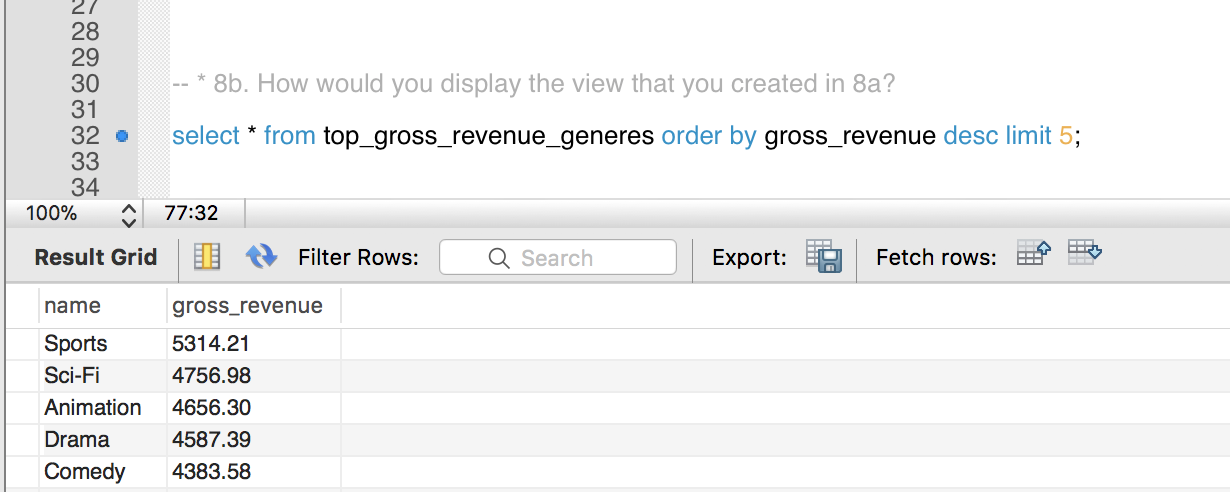 27
28
29
30 -- * 8b. How would you display the view that you created in 8a?
31
32 select * from top_gross_revenue_generes order by gross_revenue desc limit 5;
33
34
100% 77:32
Result Grid Filter Rows: Search Export: Fetch rows:
name gross_revenue
Sports 5314.21
Sci-Fi 4756.98
Animation 4656.30
Drama 4587.39
Comedy 4383.58